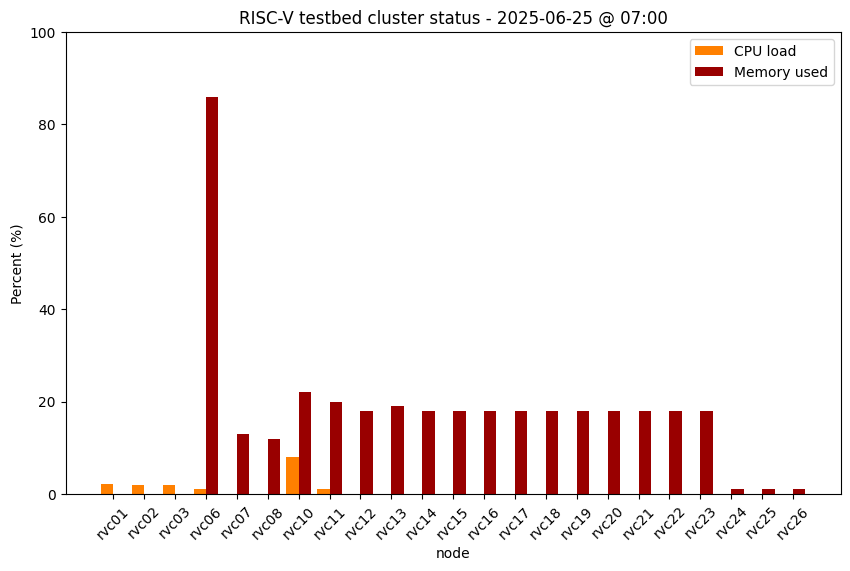 RISC-V testbed cluster status - 2025-06-25 @ 07:00
100
80
60
40
20
0
Percent (%)
CPU load
Memory used
rvc01 rvc02 rvc03 rvc06 rvc07 rvc08 rvc10 rvc11 rvc12 rvc13 rvc14 rvc15 rvc16 rvc17 rvc18 rvc19 rvc20 rvc21 rvc22 rvc23 rvc24 rvc25 rvc26
node